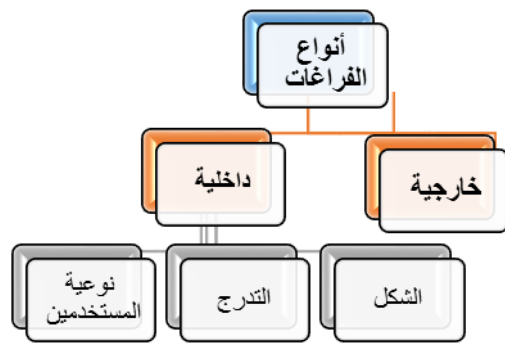 أنواع
الفراغات
خارجية
داخلية
الشكل
التدرج
نوعية
المستخدمين